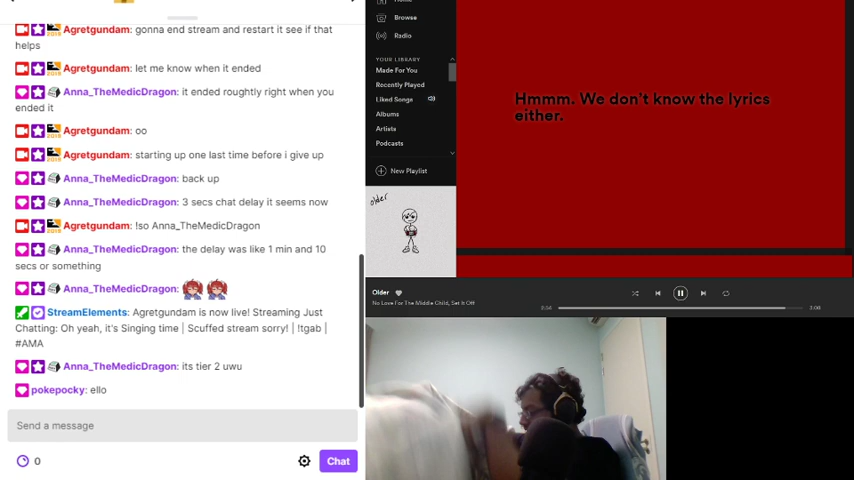 Agretgundam: gonna end stream and restart it see if that
helps
Agretgundam: let me know when it ended
Anna_TheMedicDragon: it ended roughtly right when you
ended it
Agretgundam: oo
Agretgundam: starting up one last time before i give up
Anna_TheMedicDragon: back up
Anna_TheMedicDragon: 3 secs chat delay it seems now
Agretgundam: !so Anna_TheMedicDragon
Anna_TheMedicDragon: the delay was like 1 min and 10
secs or something
Anna_TheMedicDragon:
StreamElements: Agretgundam is now live! Streaming Just
Chatting: Oh yeah, it's Singing time | Scuffed stream sorry! | !tgab |
#AMA
Anna_TheMedicDragon: its tier 2 uwu
pokepocky: ello
Send a message
0
Chat
Browse
Radio
YOUR LIBRARY
Made For You
Recently Played
Liked Songs
Albums
Artists
Podcasts
New Playlist
older
Hmmm. We don't know the lyrics
either.
Older
No Love For The Middle Child, Set It Off